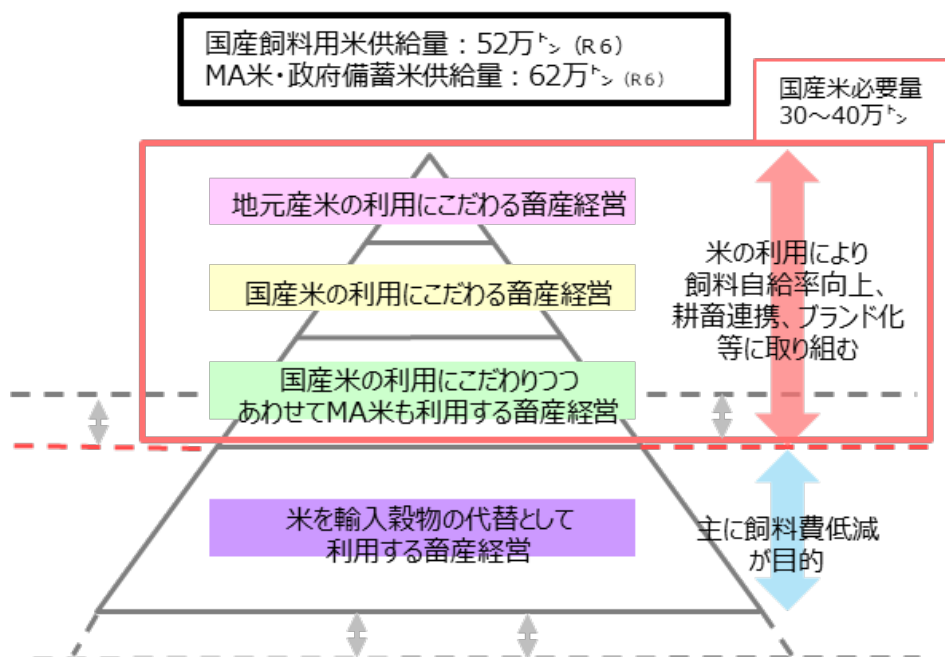 国産飼料用米供給量：52万㌧（R6）
MA米・政府備蓄米供給量：62万㌧（R6）
国産米必要量
30～40万㌧
地元産米の利用にこだわる畜産経営
国産米の利用にこだわる畜産経営
国産米の利用にこだわりつつ
あわせてMA米も利用する畜産経営
米の利用により
飼料自給率向上、
耕畜連携、ブランド化
等に取り組む
米を輸入穀物の代替として
利用する畜産経営
主に飼料費低減
が目的